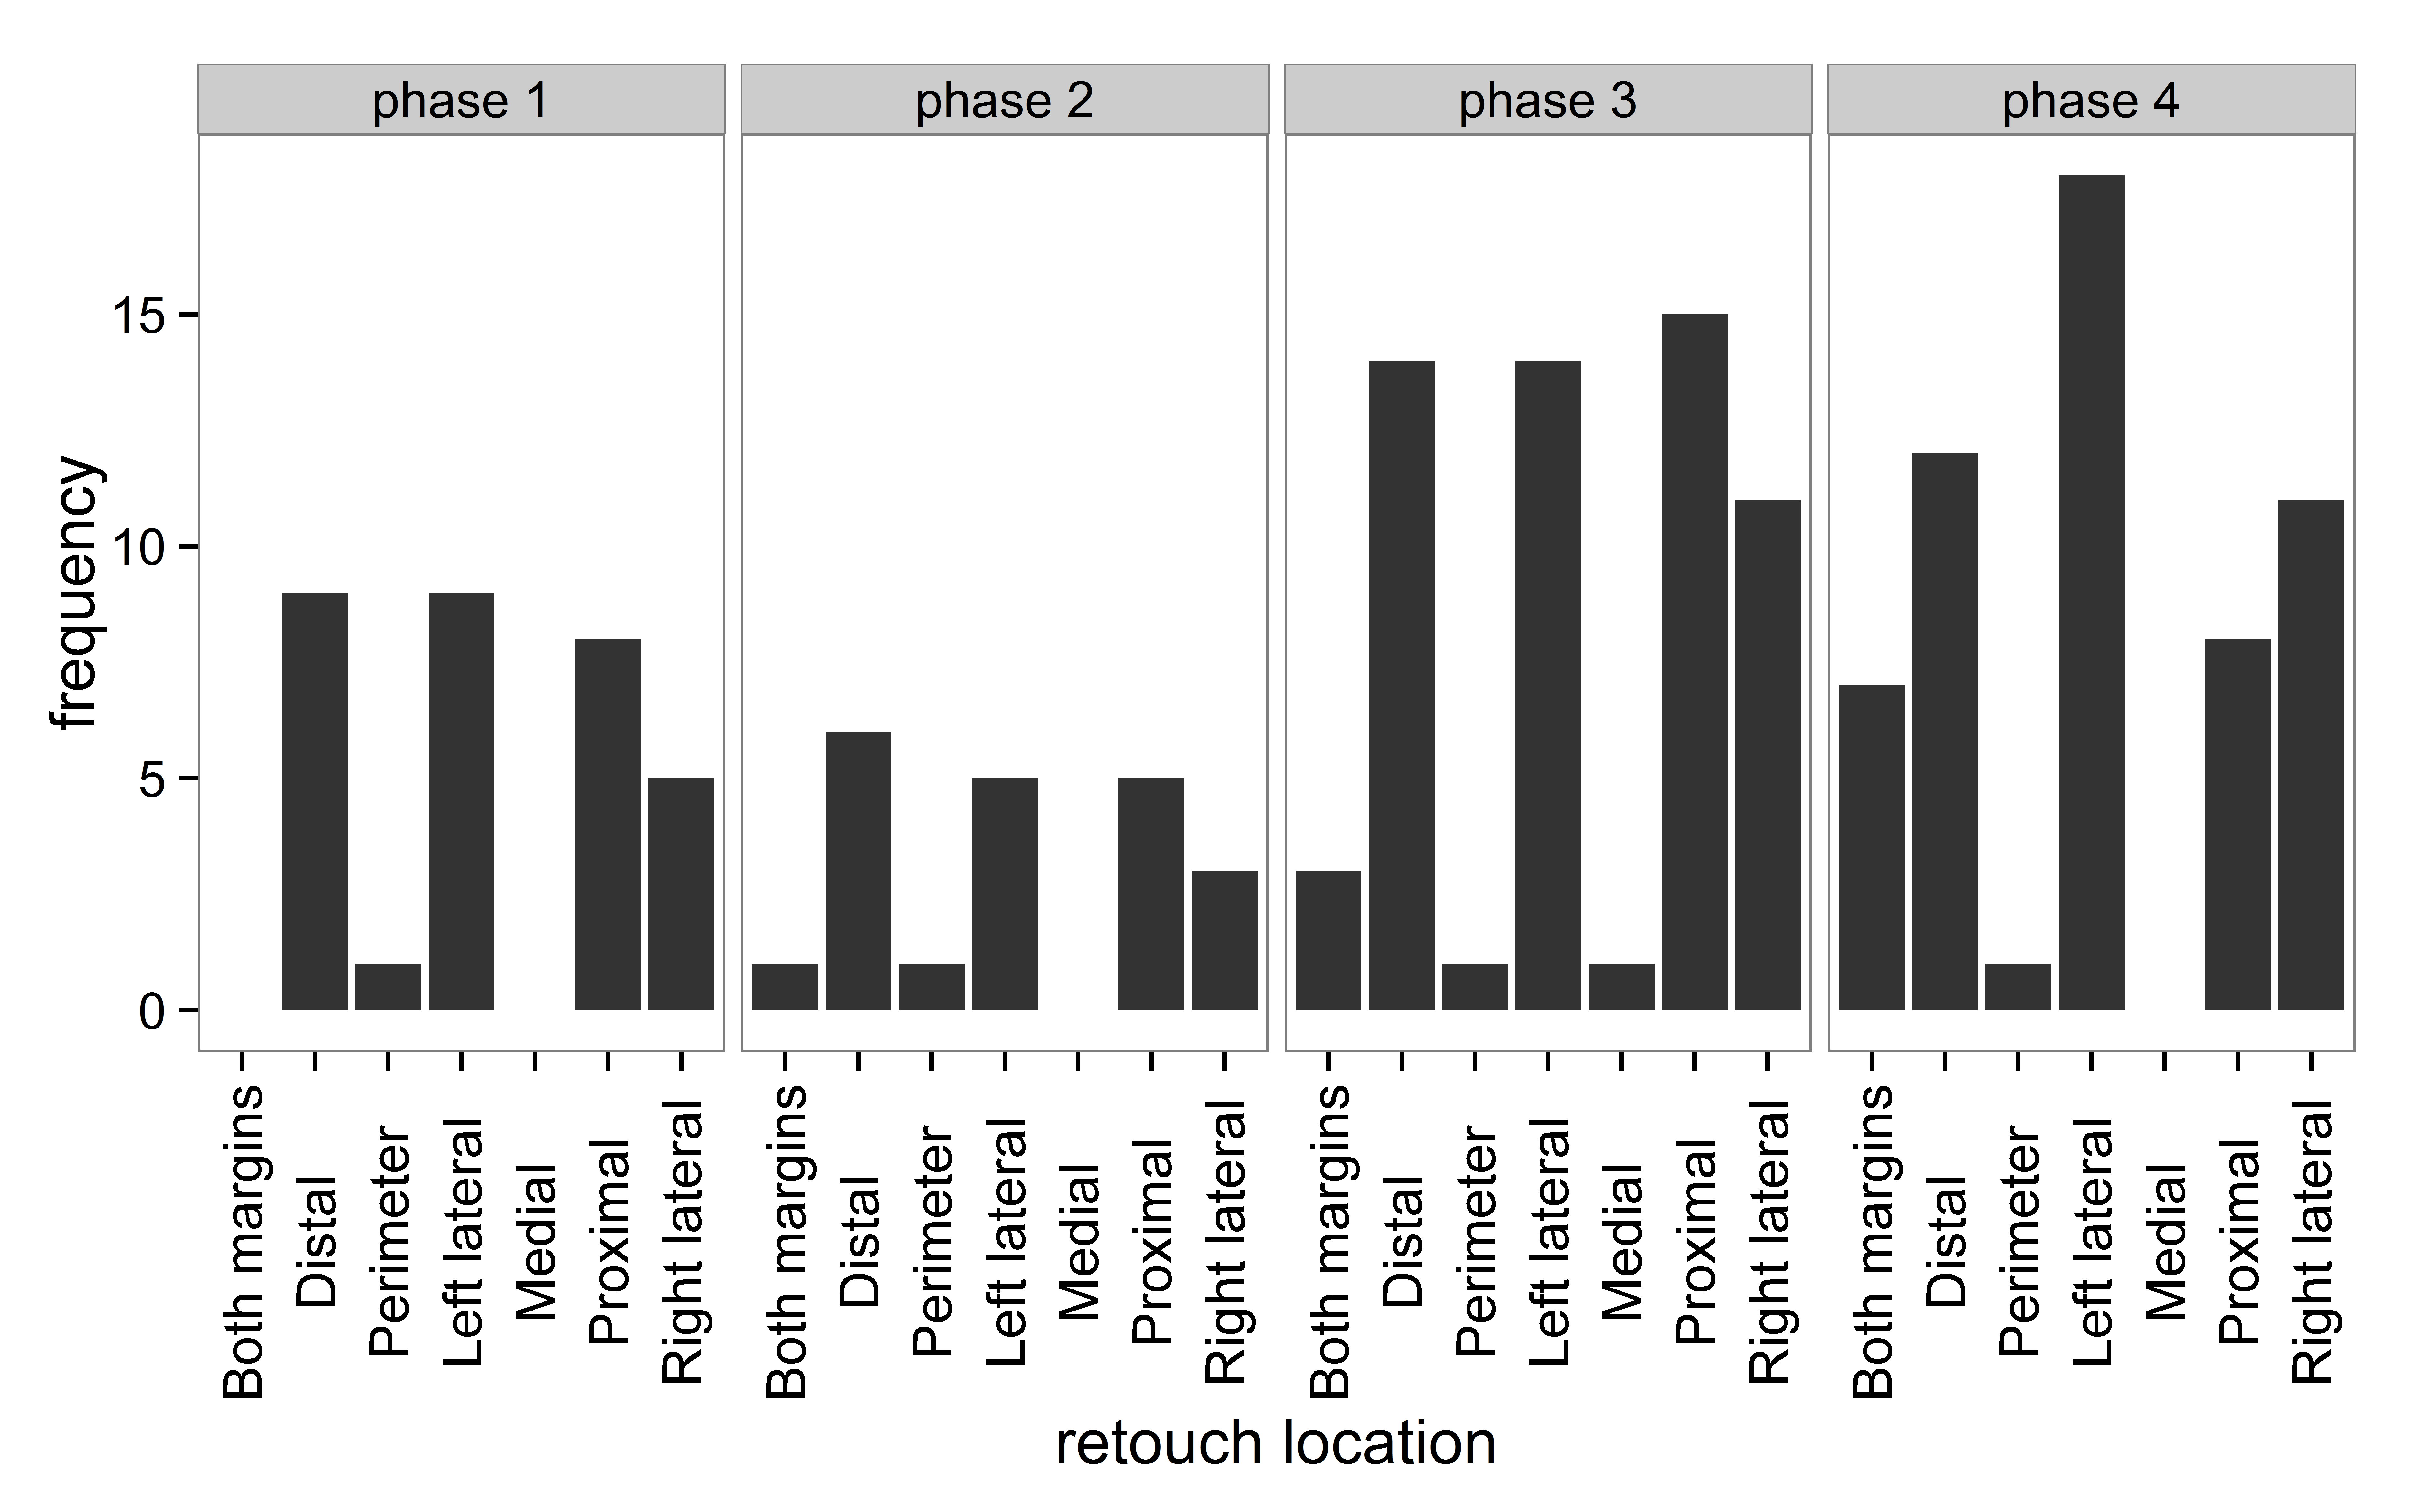 phase 1
phase 2
phase 3
phase 4
frequency
15
10
5
0
Both margins
Distal
Perimeter
Left lateral
Medial
Proximal
Right lateral
Both margins
Distal
Perimeter
Left lateral
Medial
Proximal
Right lateral
Both margins
Distal
Perimeter
Left lateral
Medial
Proximal
Right lateral
Both margins
Distal
Perimeter
Left lateral
Medial
Proximal
Right lateral
retouch location